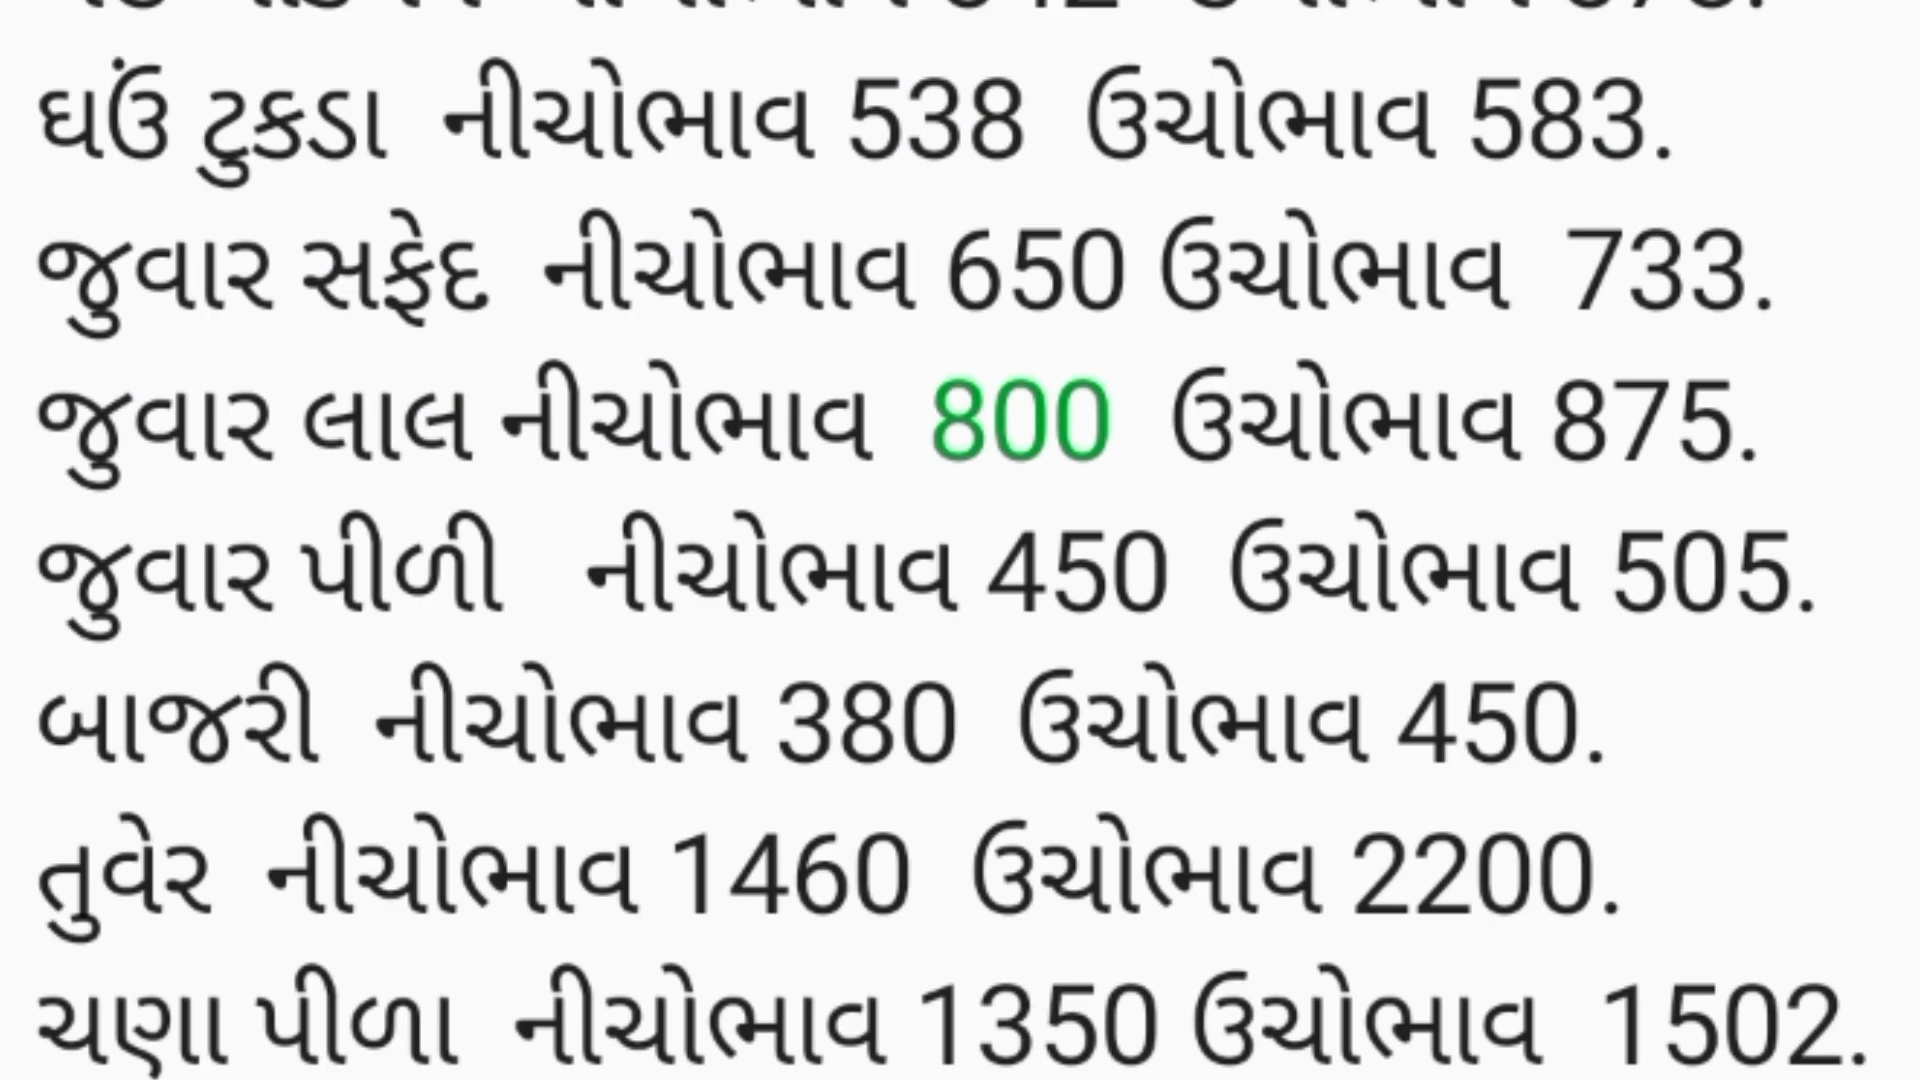 ઘઉં ટુકડા નીચોભાવ 538 ઉચોભાવ 583.
જુવાર સફેદ નીચોભાવ 650 ઉચોભાવ 733.
જુવાર લાલ નીચોભાવ 800 ઉચોભાવ 875.
જુવાર પીળી નીચોભાવ 450 ઉચોભાવ 505.
બાજરી નીચોભાવ 380 ઉચોભાવ 450.
તુવેર નીચોભાવ 1460 ઉચોભાવ 2200.
ચણા પીળા નીચોભાવ 1350 ઉચોભાવ 1502.